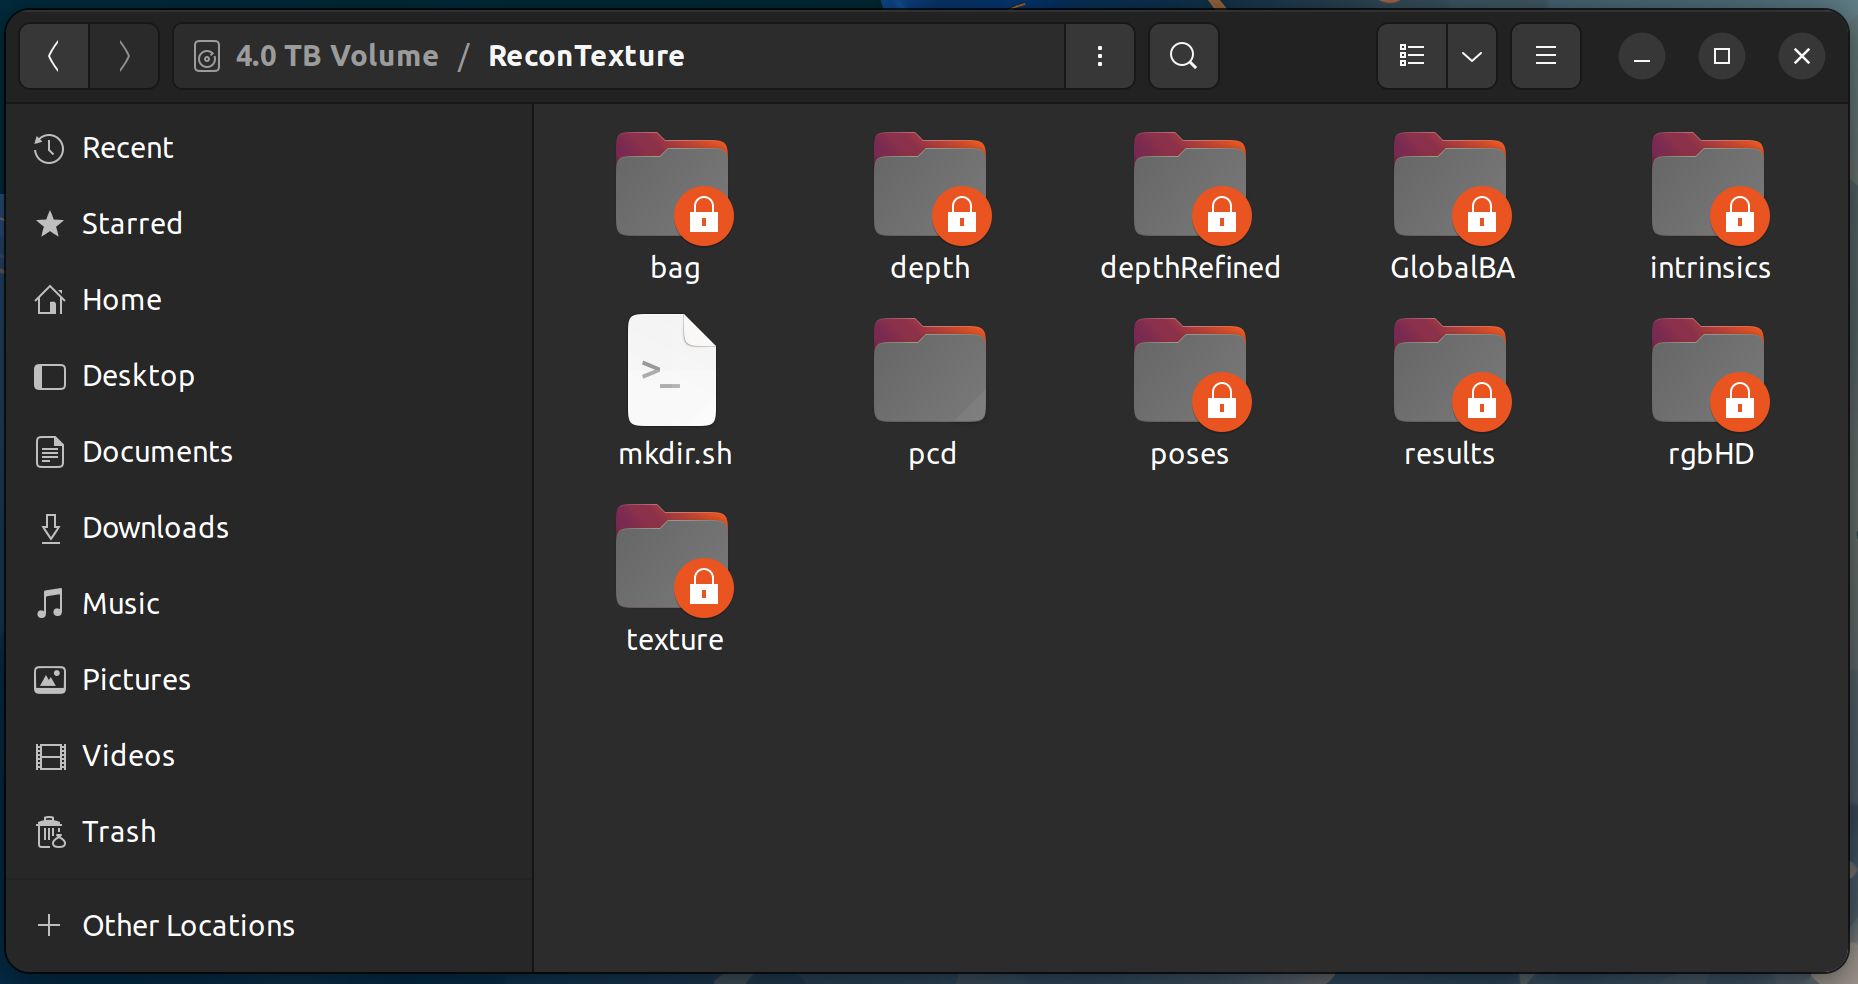 4.0 TB Volume / ReconTexture
Recent
Starred
Home
Desktop
Documents
Downloads
Music
Pictures
Videos
Trash
Other Locations
bag depth depthRefined GlobalBA intrinsics
mkdir.sh pcd poses results rgbHD
texture